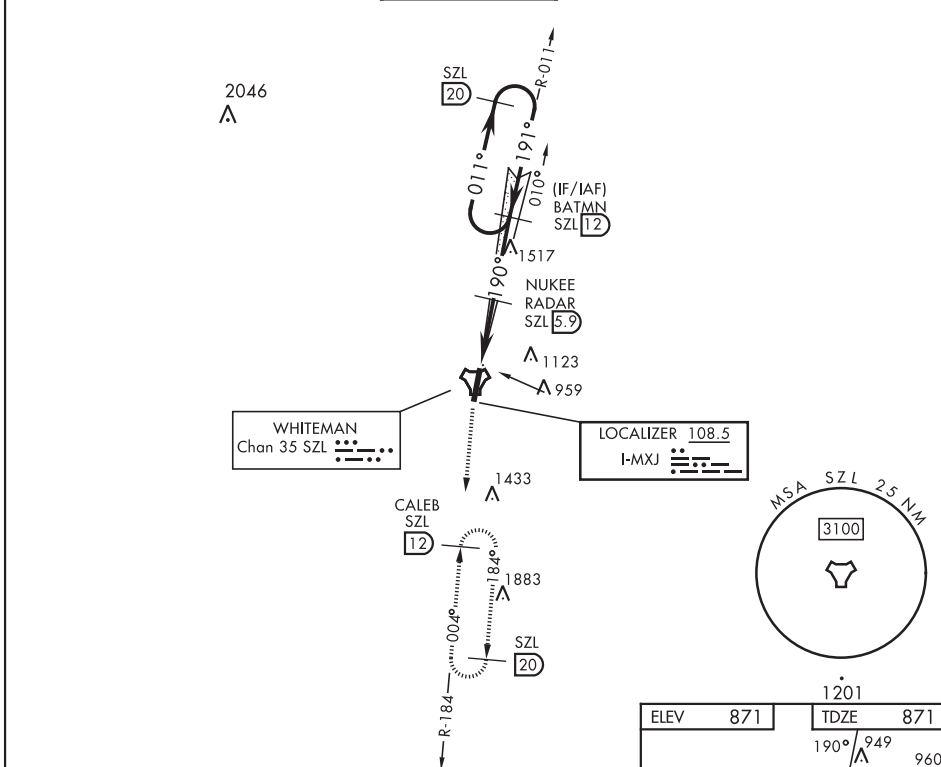 2046
SZL
20
R-011
011°
191°
010°
(IF/IAF)
BATMN
SZL 12
1517
190°
NUKEE
RADAR
SZL 5.9
1123
959
WHITEMAN
Chan 35 SZL
LOCALIZER 108.5
I-MXJ
1433
CALEB
SZL
12
184°
1883
004°
SZL
20
R-184
MSA SZL 25 NM
3100
1201
ELEV 871
TDZE 871
190°
949
960